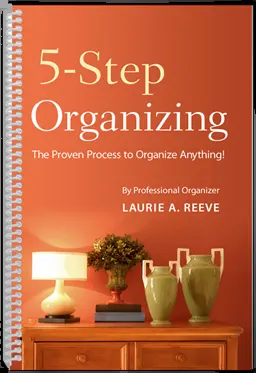 5-Step
Organizing
The Proven Process to Organize Anything!
By Professional Organizer
LAURIE A. REEVE